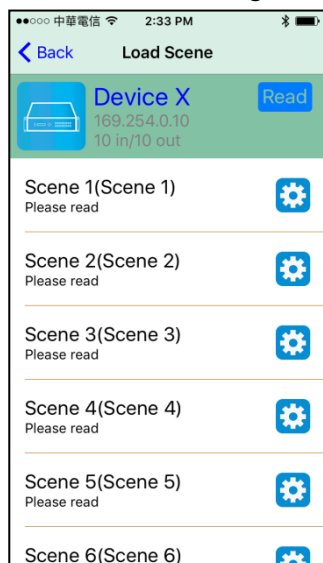 中華電信 2:33 PM
Back Load Scene
Device X Read
169.254.0.10
10 in/10 out
Scene 1(Scene 1)
Please read
Scene 2(Scene 2)
Please read
Scene 3(Scene 3)
Please read
Scene 4(Scene 4)
Please read
Scene 5(Scene 5)
Please read
Scene 6(Scene 6)